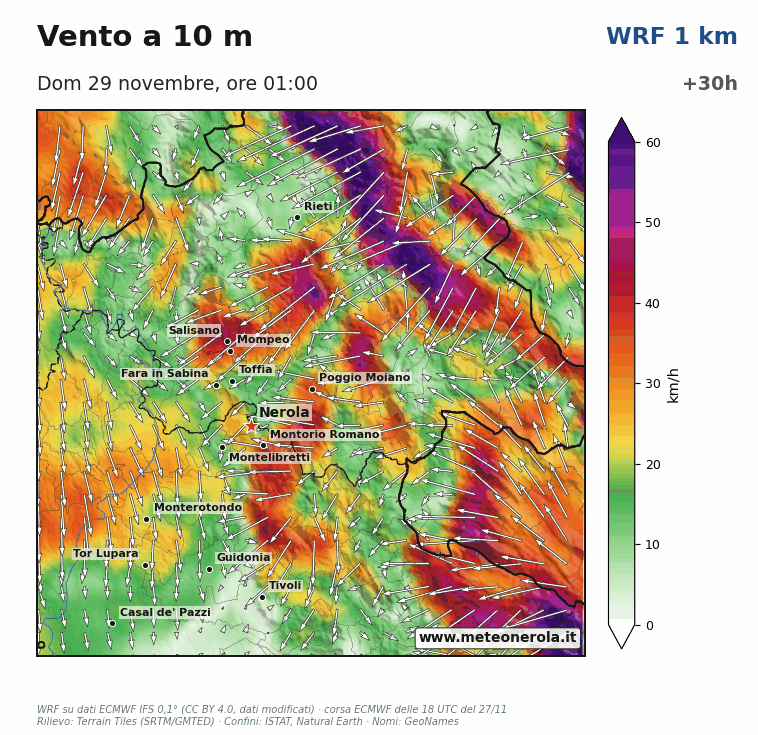 Vento a 10 m
WRF 1 km
Dom 29 novembre, ore 01:00
+30h
Rieti
Salisano
Mompeo
Fara in Sabina
Toffia
Poggio Moiano
Nerola
Montorio Romano
Montelibretti
Monterotondo
Tor Lupara
Guidonia
Tivoli
Casal de' Pazzi
www.meteonerola.it
60
50
40
30
20
10
0
km/h
WRF su dati ECMWF IFS 0,1° (CC BY 4.0, dati modificati) · corsa ECMWF delle 18 UTC del 27/11
Rilievo: Terrain Tiles (SRTM/GMTED) · Confini: ISTAT, Natural Earth · Nomi: GeoNames